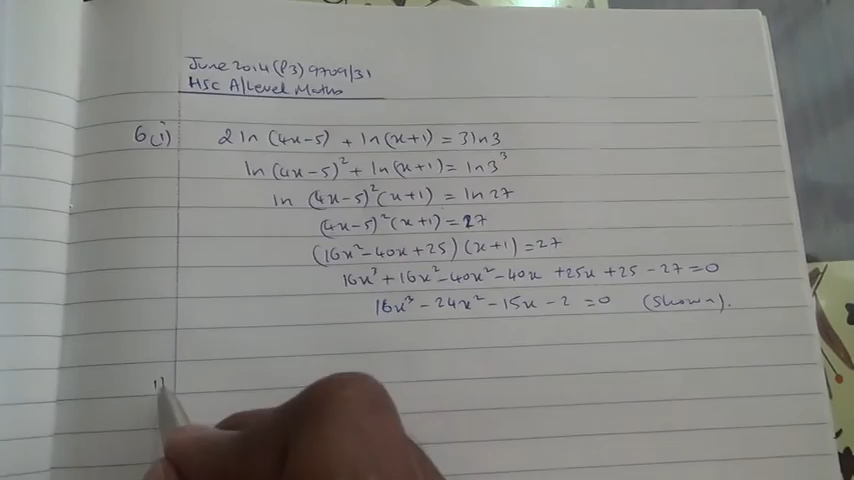 June 2014 (P3) 9709/31
HSC A/Level Maths
6(i) 2 ln (4x-5) + ln (x+1) = 3 ln 3
ln (4x-5)² + ln (x+1) = ln 3³
ln (4x-5)² (x+1) = ln 27
(4x-5)² (x+1) = 27
(16x² - 40x + 25) (x+1) = 27
16x³ + 16x² - 40x² - 40x + 25x + 25 - 27 = 0
16x³ - 24x² - 15x - 2 = 0 (Shown).